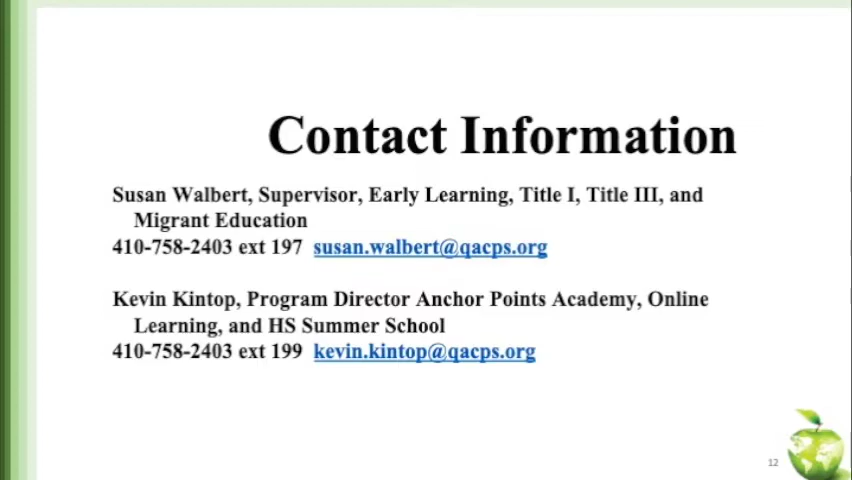 Contact Information
Susan Walbert, Supervisor, Early Learning, Title I, Title III, and
Migrant Education
410-758-2403 ext 197 susan.walbert@qacps.org
Kevin Kintop, Program Director Anchor Points Academy, Online
Learning, and HS Summer School
410-758-2403 ext 199 kevin.kintop@qacps.org
12